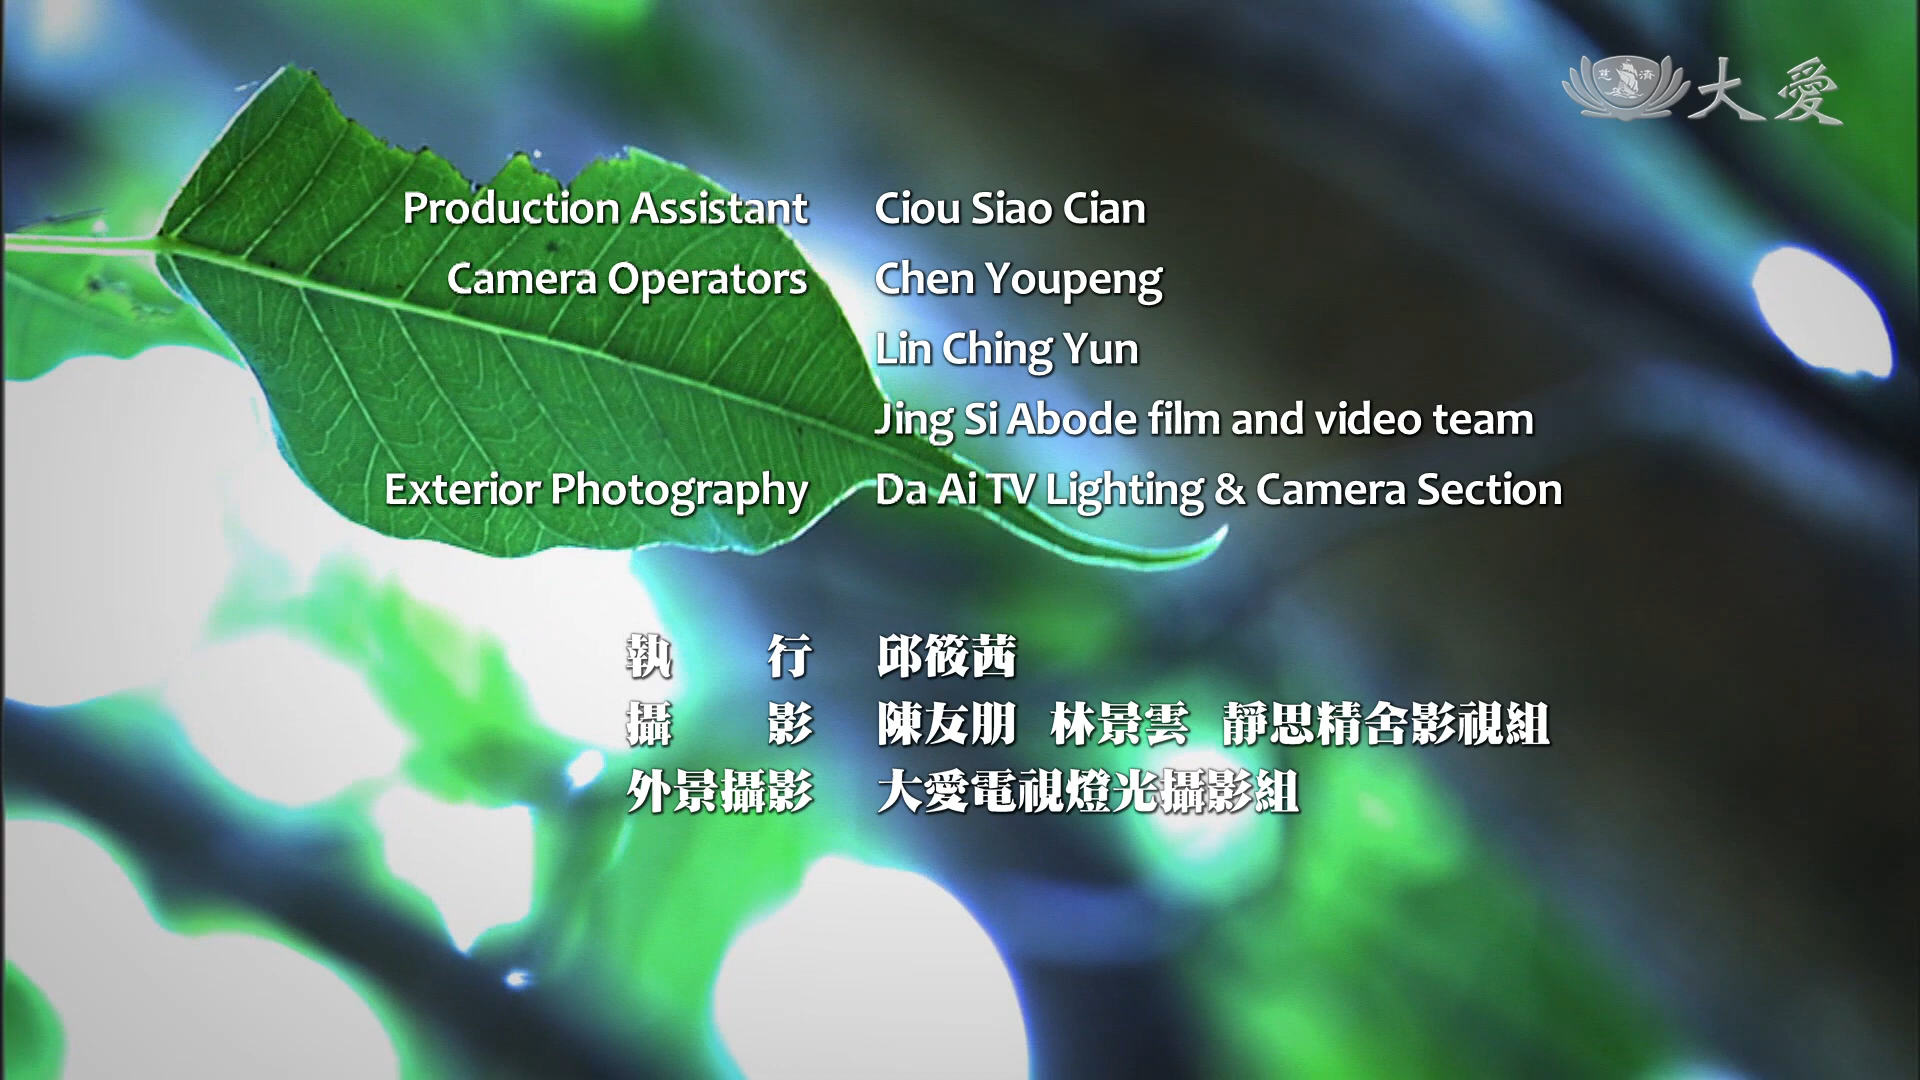 慈濟 大愛
Production Assistant Ciou Siao Cian
Camera Operators Chen Youpeng
Lin Ching Yun
Jing Si Abode film and video team
Exterior Photography Da Ai TV Lighting & Camera Section
執 行 邱筱茜
攝 影 陳友朋 林景雲 靜思精舍影視組
外景攝影 大愛電視燈光攝影組